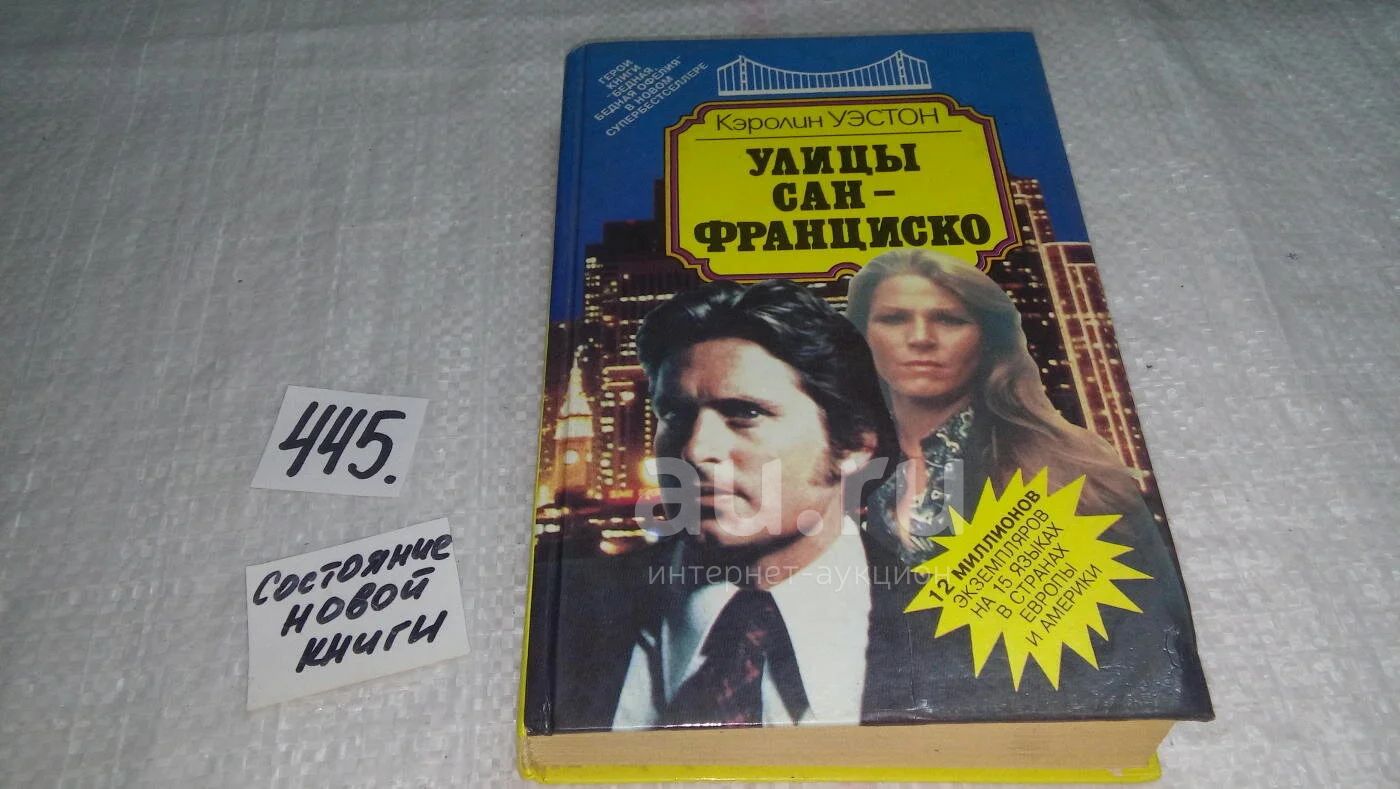 ГЕРОИ
КНИГИ
"БЕДНАЯ
БЕДНАЯ ОФЕЛИЯ"
В НОВОМ
СУПЕРБЕСТСЕЛЛЕРЕ
Кэролин УЭСТОН
УЛИЦЫ
САН-
ФРАНЦИСКО
445.
Состояние
новой
книги
au.ru
интернет-аукцион
12 МИЛЛИОНОВ
ЭКЗЕМПЛЯРОВ
НА 15 ЯЗЫКАХ
В СТРАНАХ
ЕВРОПЫ
И АМЕРИКИ